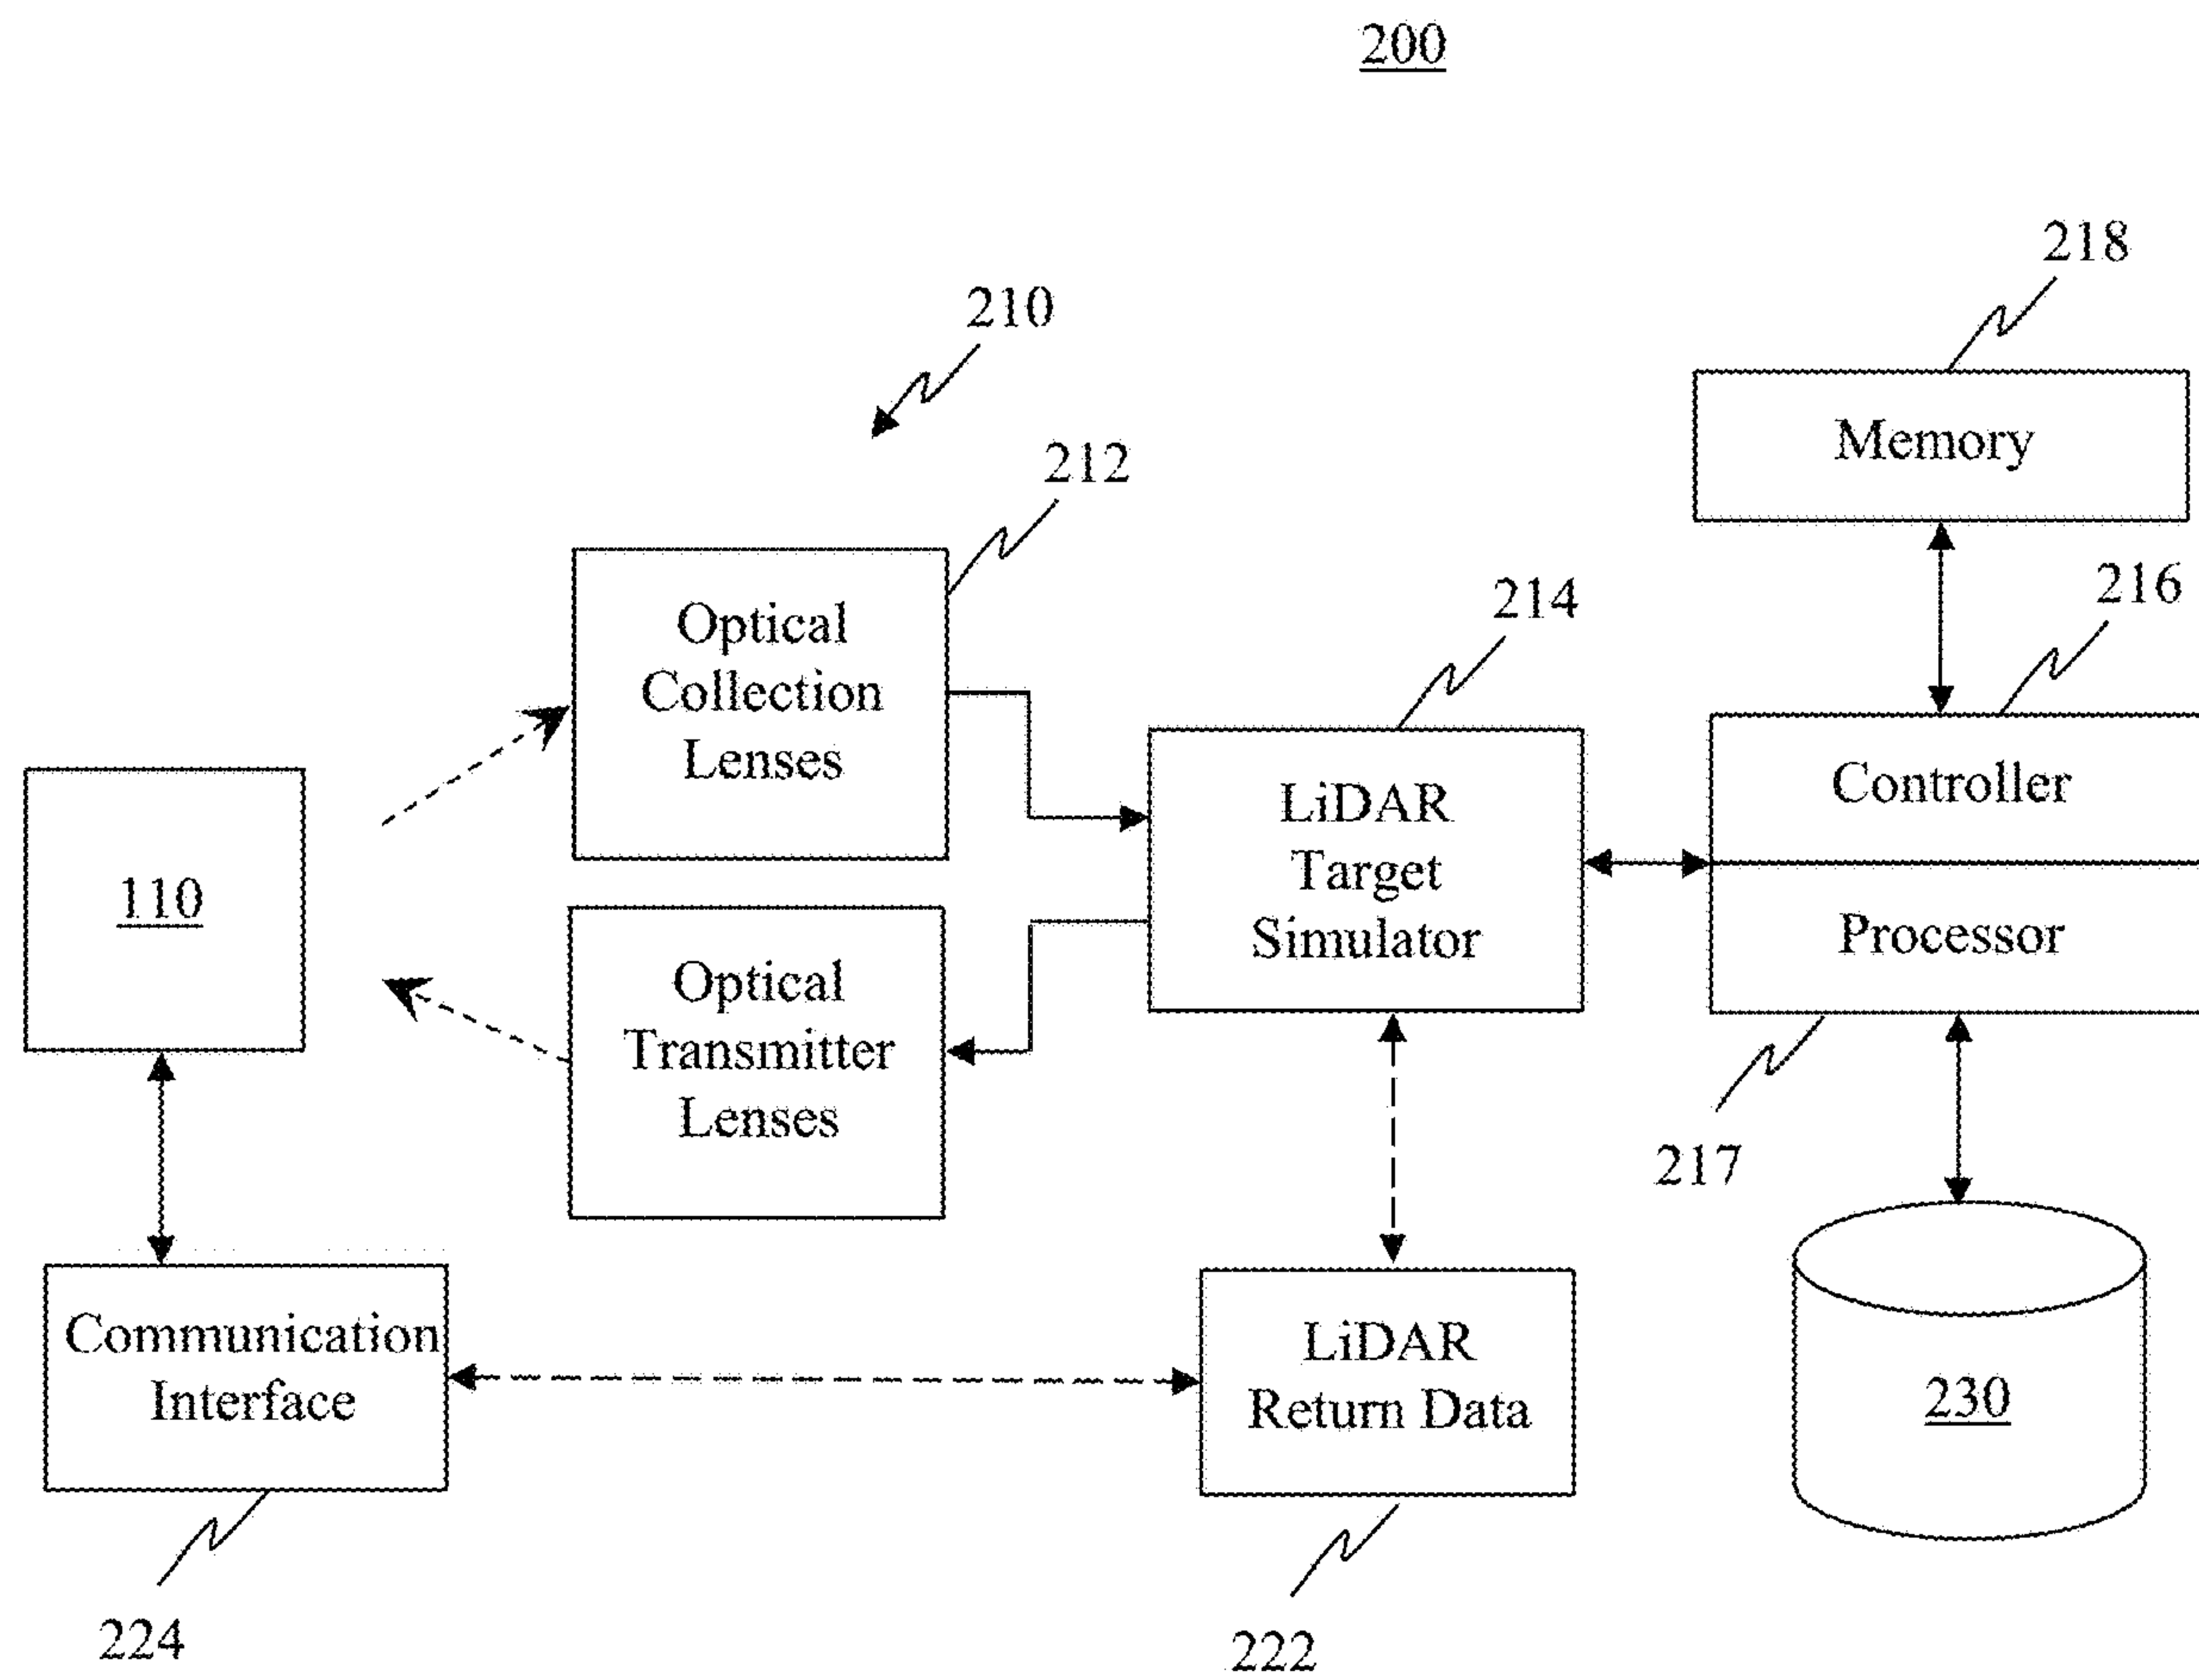 200
218
210
Memory
212
216
214
Optical
Collection
Lenses
Controller
LiDAR
Target
Simulator
110
Processor
Optical
Transmitter
Lenses
217
Communication
Interface
LiDAR
Return Data
230
224
222